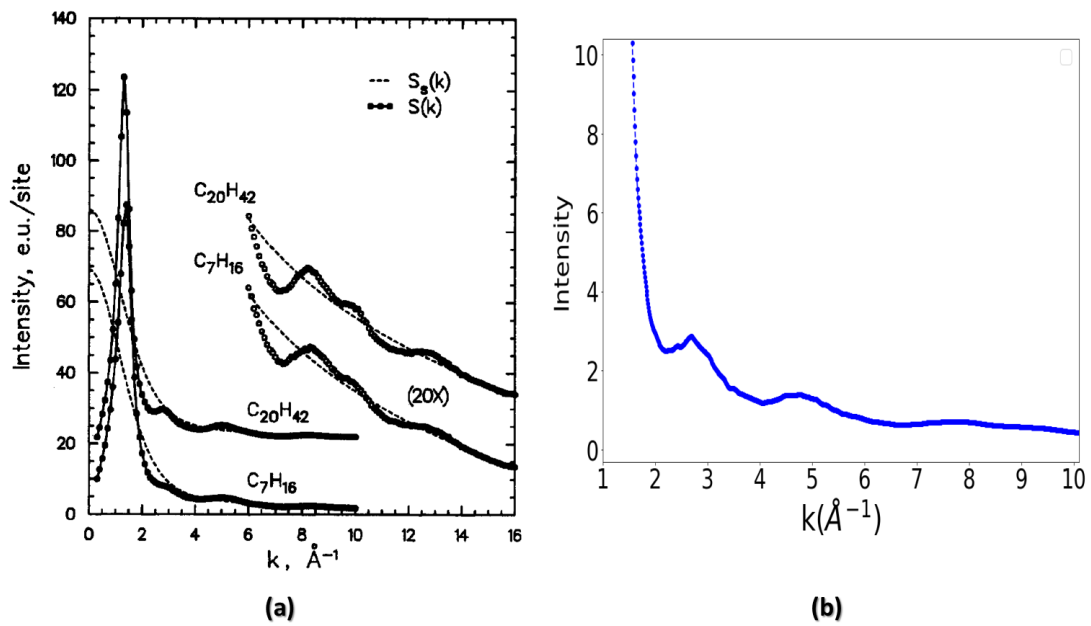 140
120
100
80
60
40
20
0
0 2 4 6 8 10 12 14 16
Intensity, e.u./site
k, Å⁻¹
Sₛ(k)
S(k)
C₂₀H₄₂
C₇H₁₆
(20X)
C₂₀H₄₂
C₇H₁₆
(a)
10
8
6
4
2
0
1 2 3 4 5 6 7 8 9 10
Intensity
k(Å⁻¹)
(b)